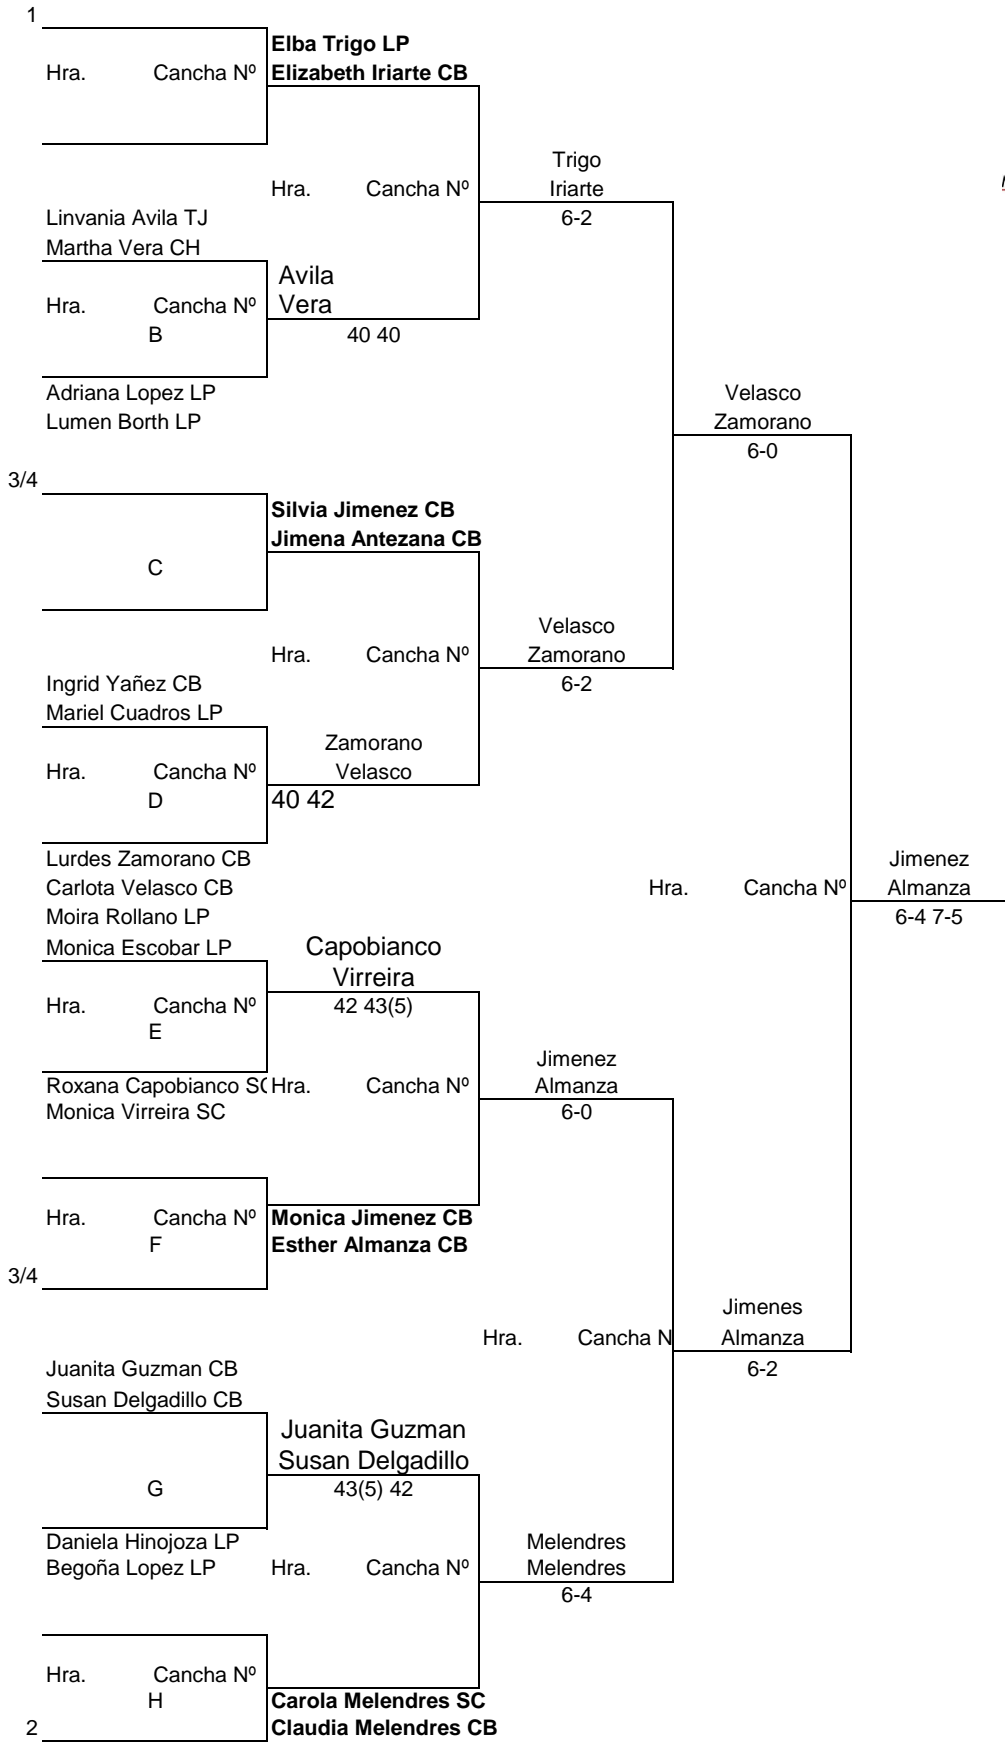 1
Elba Trigo LP
Hra. Cancha Nº Elizabeth Iriarte CB
Trigo
Hra. Cancha Nº Iriarte
Linvania Avila TJ 6-2
Martha Vera CH
Avila
Hra. Cancha Nº Vera
B 40 40
Adriana Lopez LP Velasco
Lumen Borth LP Zamorano
6-0
3/4
Silvia Jimenez CB
Jimena Antezana CB
C
Velasco
Hra. Cancha Nº Zamorano
Ingrid Yañez CB 6-2
Mariel Cuadros LP
Zamorano
Hra. Cancha Nº Velasco
D 40 42
Lurdes Zamorano CB Jimenez
Carlota Velasco CB Hra. Cancha Nº Almanza
Moira Rollano LP 6-4 7-5
Monica Escobar LP Capobianco
Virreira
Hra. Cancha Nº 42 43(5)
E
Jimenez
Roxana Capobianco SC Hra. Cancha Nº Almanza
Monica Virreira SC 6-0
Hra. Cancha Nº Monica Jimenez CB
F Esther Almanza CB
3/4
Jimenes
Hra. Cancha N Almanza
Juanita Guzman CB 6-2
Susan Delgadillo CB
Juanita Guzman
Susan Delgadillo
G 43(5) 42
Daniela Hinojoza LP Melendres
Begoña Lopez LP Hra. Cancha Nº Melendres
6-4
Hra. Cancha Nº
H Carola Melendres SC
2 Claudia Melendres CB